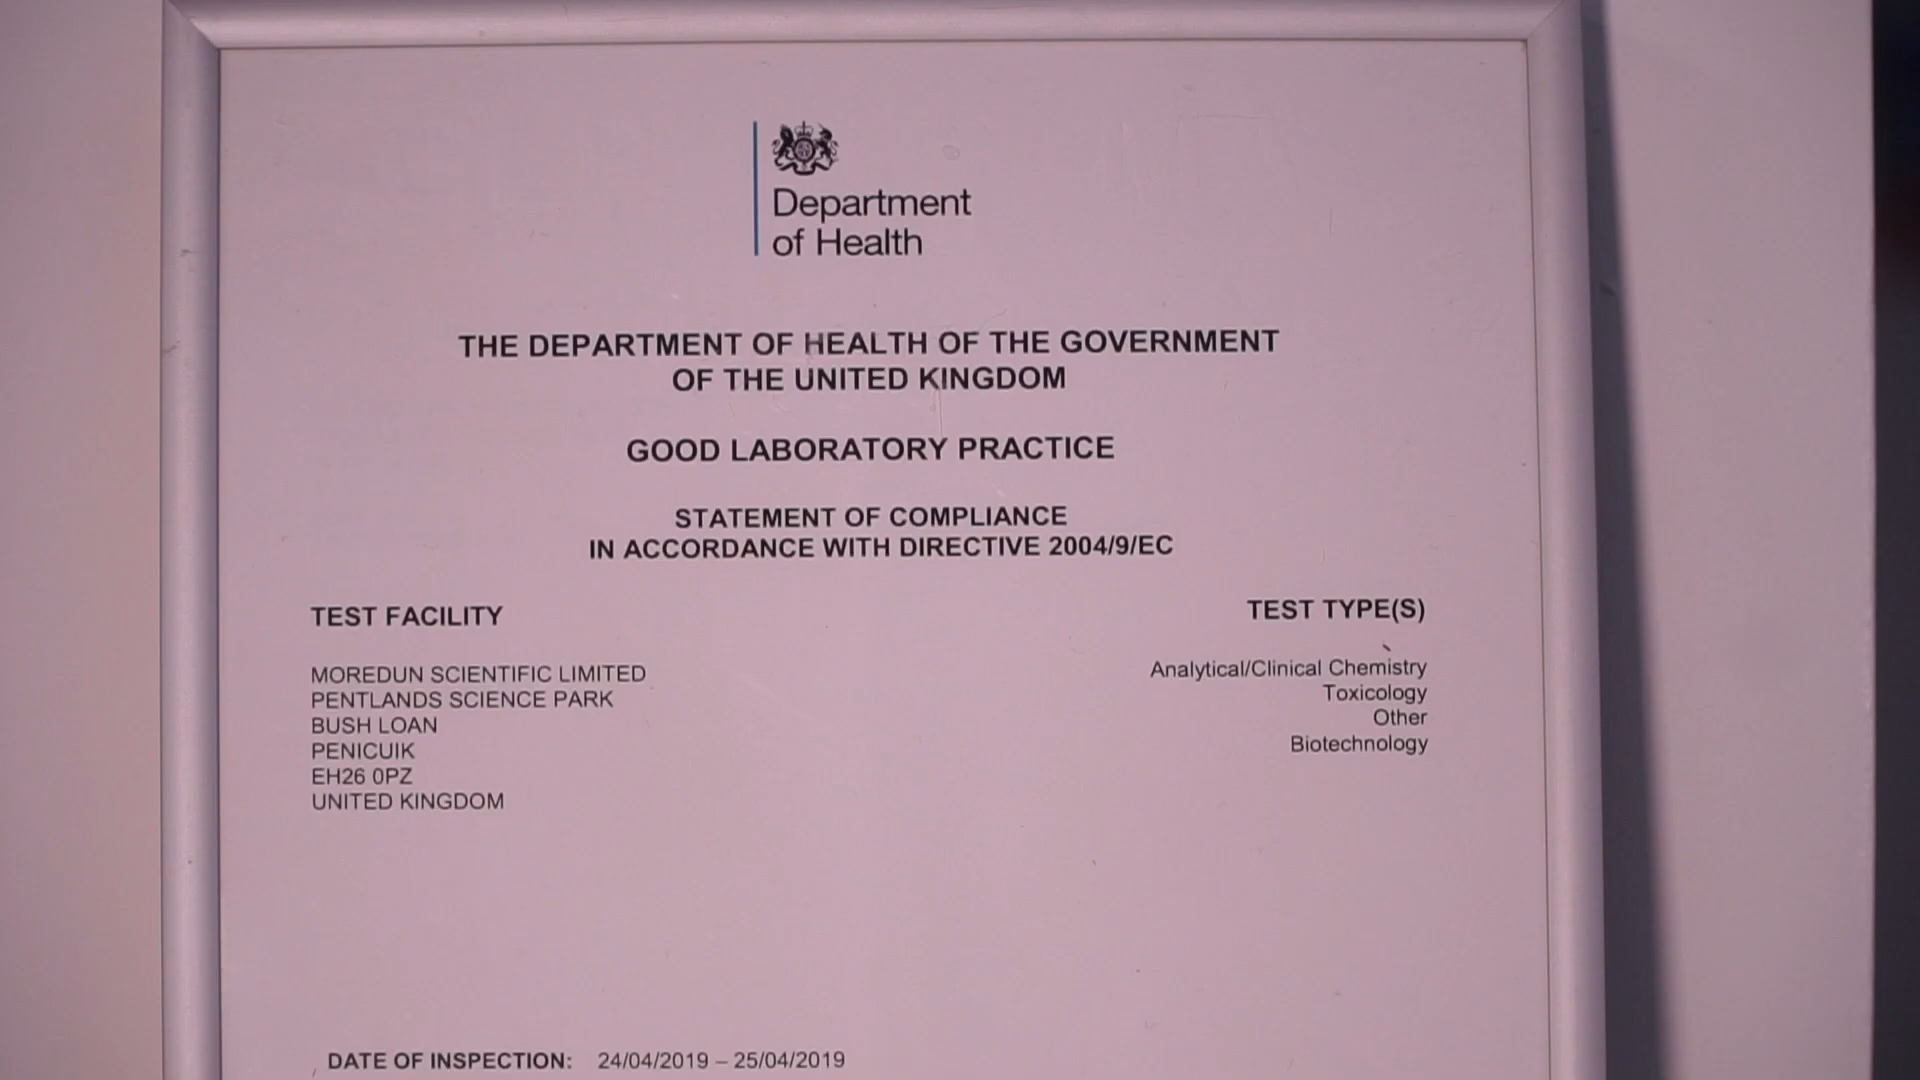 Department
of Health
THE DEPARTMENT OF HEALTH OF THE GOVERNMENT
OF THE UNITED KINGDOM
GOOD LABORATORY PRACTICE
STATEMENT OF COMPLIANCE
IN ACCORDANCE WITH DIRECTIVE 2004/9/EC
TEST FACILITY
MOREDUN SCIENTIFIC LIMITED
PENTLANDS SCIENCE PARK
BUSH LOAN
PENICUIK
EH26 0PZ
UNITED KINGDOM
TEST TYPE(S)
Analytical/Clinical Chemistry
Toxicology
Other
Biotechnology
DATE OF INSPECTION: 24/04/2019 – 25/04/2019